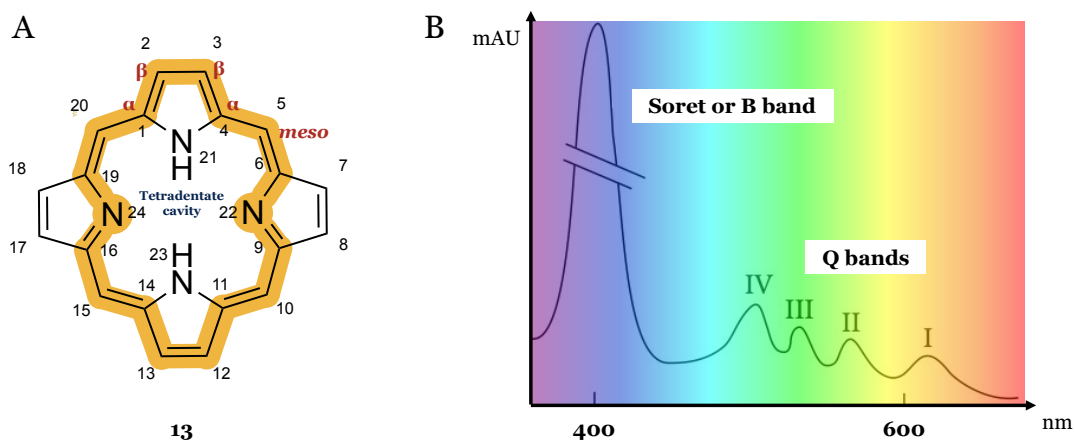 A
2
3
β
β
20
α
α
5
1
4
meso
N
H
21
18
19
6
7
Tetradentate
cavity
N
24
22
N
23
H
N
17
16
9
8
14
11
15
10
13
12
13
B
mAU
Soret or B band
Q bands
IV
III
II
I
400
600
nm